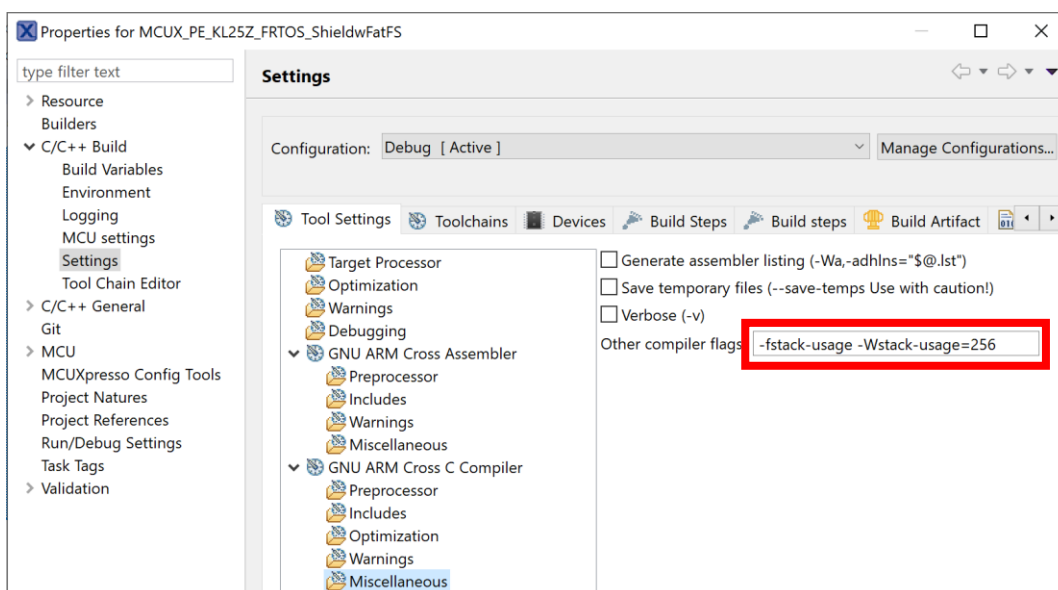 Properties for MCUX_PE_KL25Z_FRTOS_ShieldwFatFS
type filter text
Resource
Builders
C/C++ Build
Build Variables
Environment
Logging
MCU settings
Settings
Tool Chain Editor
C/C++ General
Git
MCU
MCUXpresso Config Tools
Project Natures
Project References
Run/Debug Settings
Task Tags
Validation
Settings
Configuration: Debug [ Active ] Manage Configurations...
Tool Settings Toolchains Devices Build Steps Build steps Build Artifact
Target Processor
Optimization
Warnings
Debugging
GNU ARM Cross Assembler
Preprocessor
Includes
Warnings
Miscellaneous
GNU ARM Cross C Compiler
Preprocessor
Includes
Optimization
Warnings
Miscellaneous
Generate assembler listing (-Wa,-adhlns="$@.lst")
Save temporary files (--save-temps Use with caution!)
Verbose (-v)
Other compiler flags -fstack-usage -Wstack-usage=256